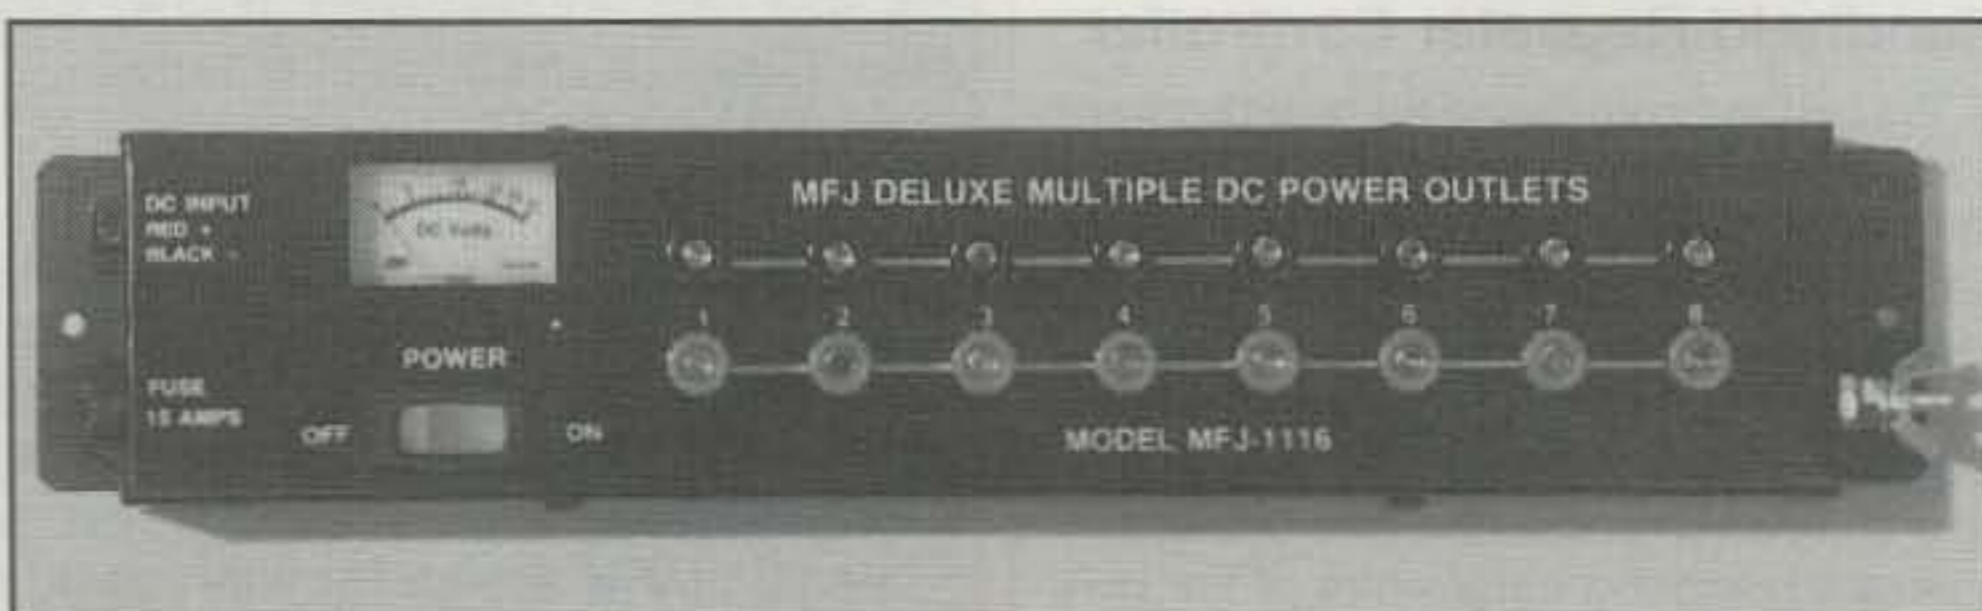 DC INPUT
RED +
BLACK -
DC Volts
MFJ DELUXE MULTIPLE DC POWER OUTLETS
1 2 3 4 5 6 7 8
POWER
FUSE
15 AMPS
OFF
ON
MODEL MFJ-1116